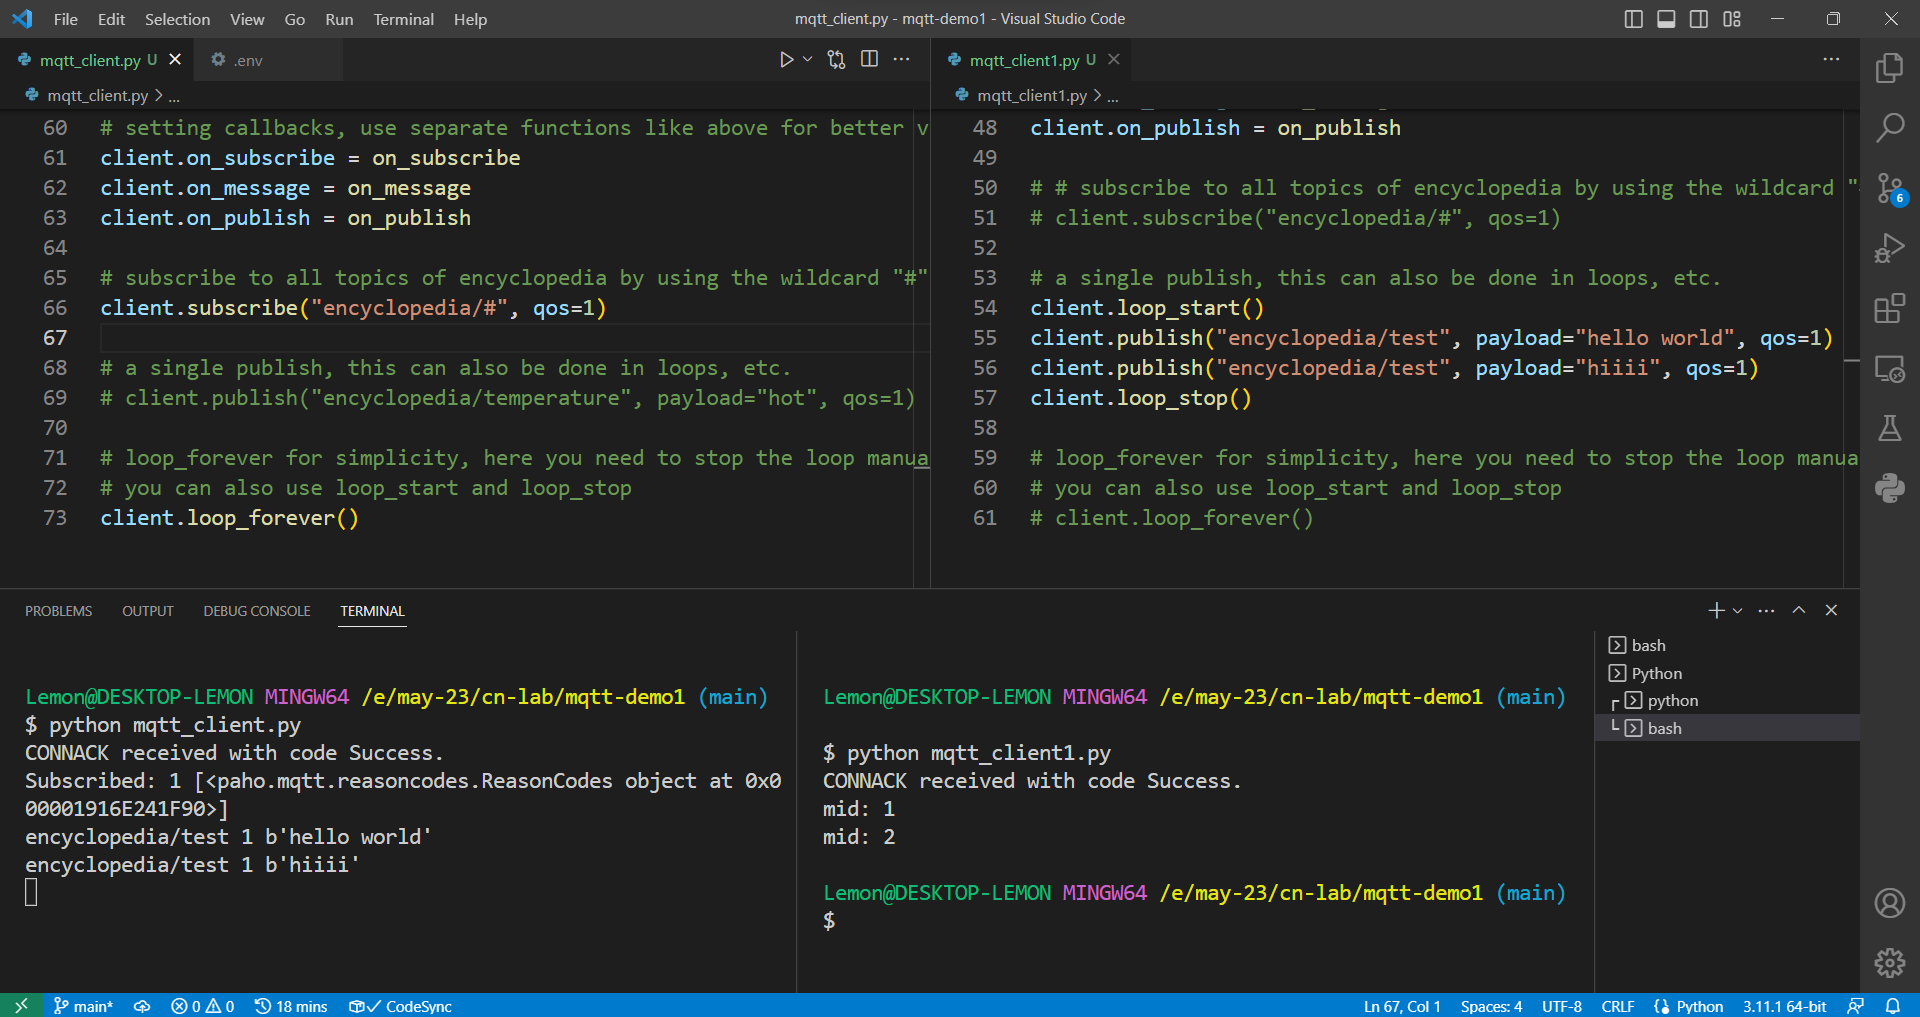 File Edit Selection View Go Run Terminal Help
mqtt_client.py - mqtt-demo1 - Visual Studio Code
mqtt_client.py U
.env
mqtt_client.py > ...
60 # setting callbacks, use separate functions like above for better v
61 client.on_subscribe = on_subscribe
62 client.on_message = on_message
63 client.on_publish = on_publish
64
65 # subscribe to all topics of encyclopedia by using the wildcard "#"
66 client.subscribe("encyclopedia/#", qos=1)
67
68 # a single publish, this can also be done in loops, etc.
69 # client.publish("encyclopedia/temperature", payload="hot", qos=1)
70
71 # loop_forever for simplicity, here you need to stop the loop manua
72 # you can also use loop_start and loop_stop
73 client.loop_forever()
mqtt_client1.py U
mqtt_client1.py > ...
48 client.on_publish = on_publish
49
50 # # subscribe to all topics of encyclopedia by using the wildcard "
51 # client.subscribe("encyclopedia/#", qos=1)
52
53 # a single publish, this can also be done in loops, etc.
54 client.loop_start()
55 client.publish("encyclopedia/test", payload="hello world", qos=1)
56 client.publish("encyclopedia/test", payload="hiiii", qos=1)
57 client.loop_stop()
58
59 # loop_forever for simplicity, here you need to stop the loop manua
60 # you can also use loop_start and loop_stop
61 # client.loop_forever()
6
PROBLEMS OUTPUT DEBUG CONSOLE TERMINAL
Lemon@DESKTOP-LEMON MINGW64 /e/may-23/cn-lab/mqtt-demo1 (main)
$ python mqtt_client.py
CONNACK received with code Success.
Subscribed: 1 [<paho.mqtt.reasoncodes.ReasonCodes object at 0x0
00001916E241F90>]
encyclopedia/test 1 b'hello world'
encyclopedia/test 1 b'hiiii'
Lemon@DESKTOP-LEMON MINGW64 /e/may-23/cn-lab/mqtt-demo1 (main)
$ python mqtt_client1.py
CONNACK received with code Success.
mid: 1
mid: 2
Lemon@DESKTOP-LEMON MINGW64 /e/may-23/cn-lab/mqtt-demo1 (main)
$
bash
Python
python
bash
main* 0 0 18 mins CodeSync
Ln 67, Col 1 Spaces: 4 UTF-8 CRLF Python 3.11.1 64-bit